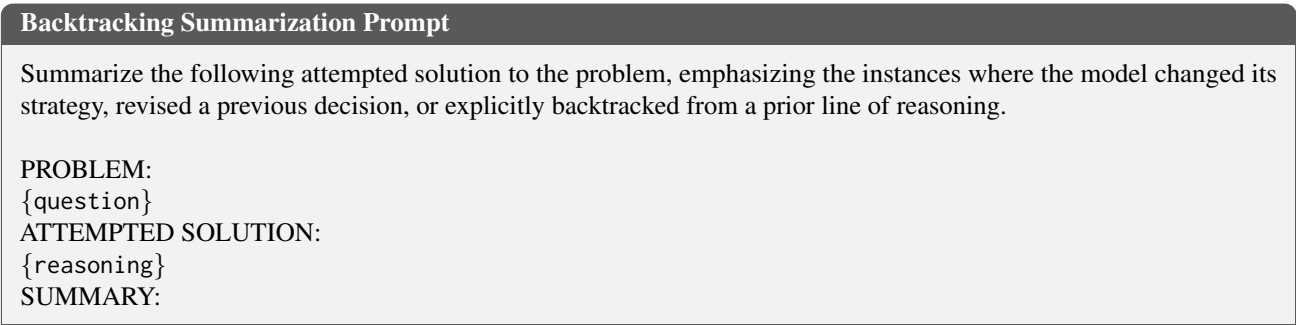 Backtracking Summarization Prompt
Summarize the following attempted solution to the problem, emphasizing the instances where the model changed its
strategy, revised a previous decision, or explicitly backtracked from a prior line of reasoning.
PROBLEM:
{question}
ATTEMPTED SOLUTION:
{reasoning}
SUMMARY: